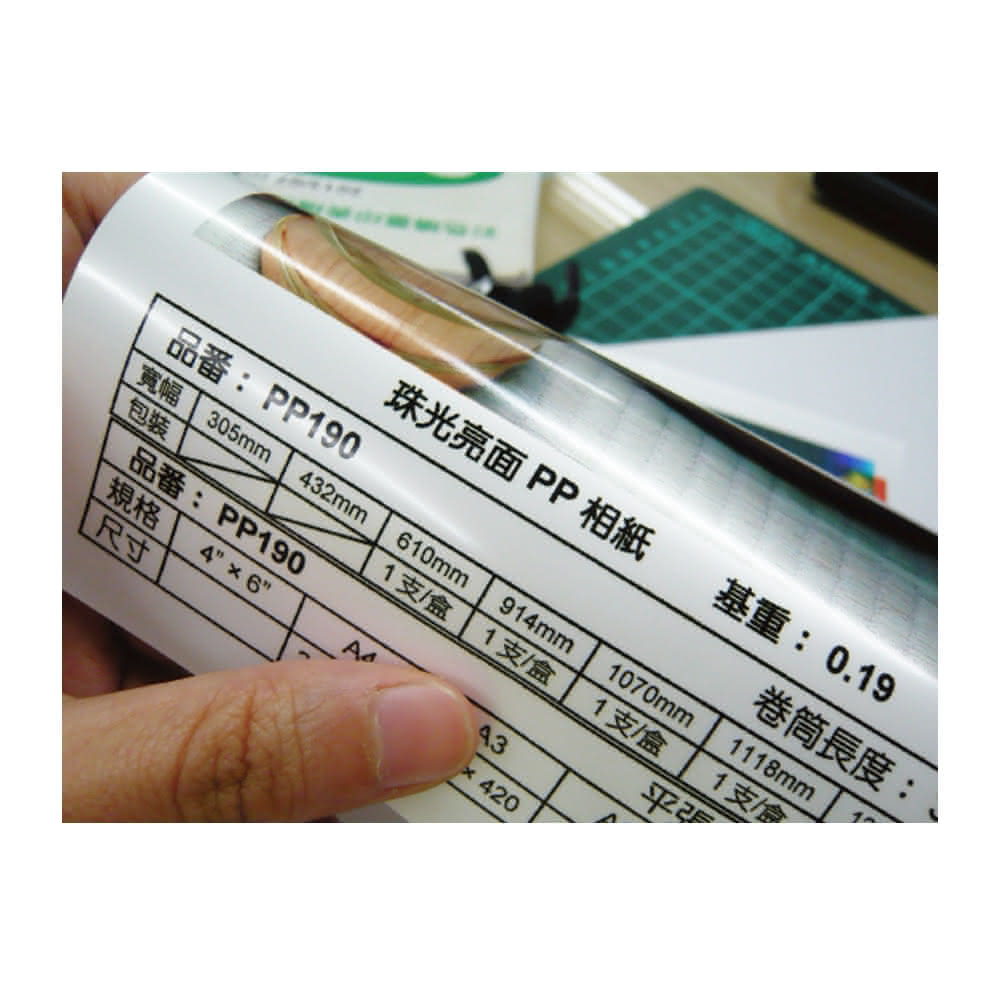 珠光亮面 PP 相紙 基重：0.19
品番：PP190 卷筒長度：
寬幅 305mm 432mm 610mm 914mm 1070mm 1118mm
包裝 1支/盒 1支/盒 1支/盒 1支/盒
品番：PP190 平張
規格 4" × 6" A4 A3
尺寸 × 420